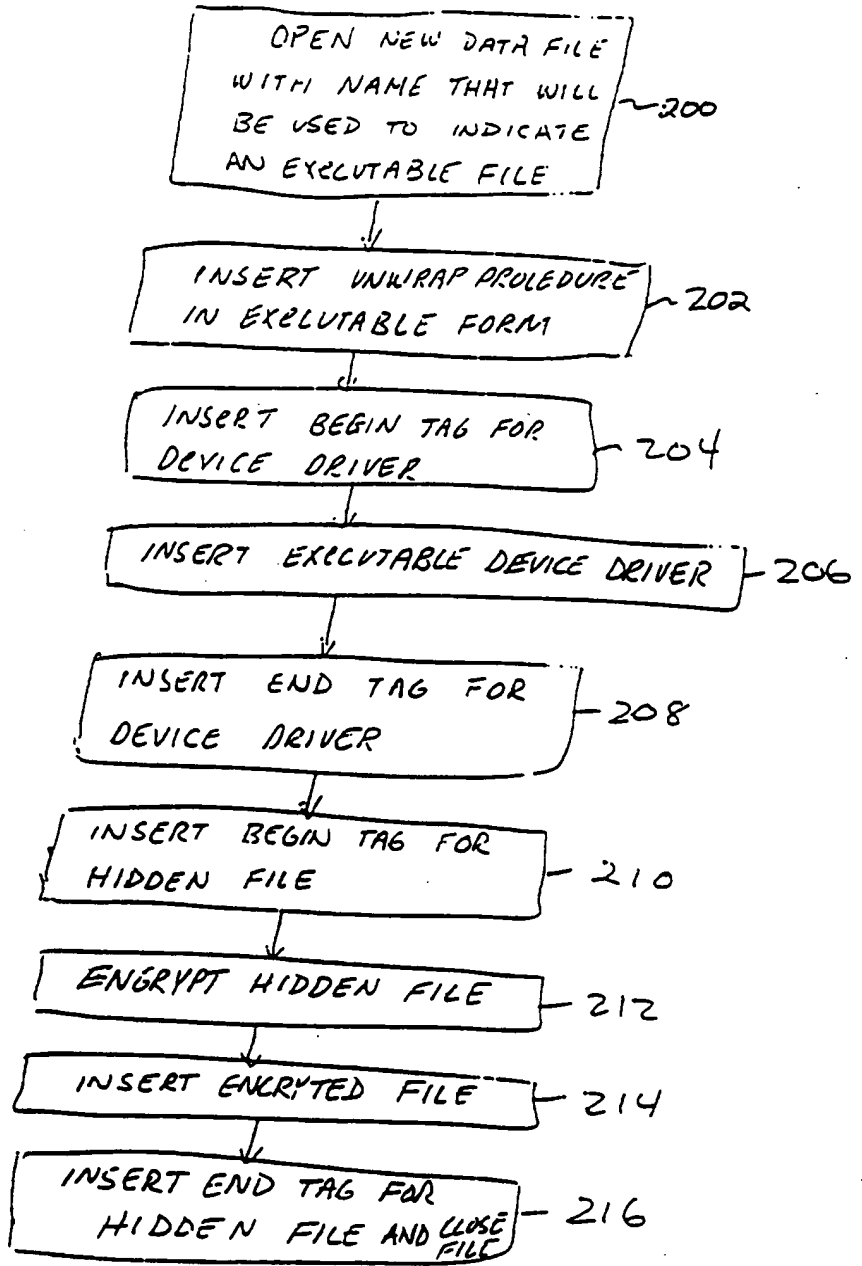 OPEN NEW DATA FILE
WITH NAME THAT WILL
BE USED TO INDICATE
AN EXECUTABLE FILE
200
INSERT UNWRAP PROCEDURE
IN EXECUTABLE FORM
202
INSERT BEGIN TAG FOR
DEVICE DRIVER
204
INSERT EXECUTABLE DEVICE DRIVER
206
INSERT END TAG FOR
DEVICE DRIVER
208
INSERT BEGIN TAG FOR
HIDDEN FILE
210
ENCRYPT HIDDEN FILE
212
INSERT ENCRYTED FILE
214
INSERT END TAG FOR
HIDDEN FILE AND CLOSE
FILE
216